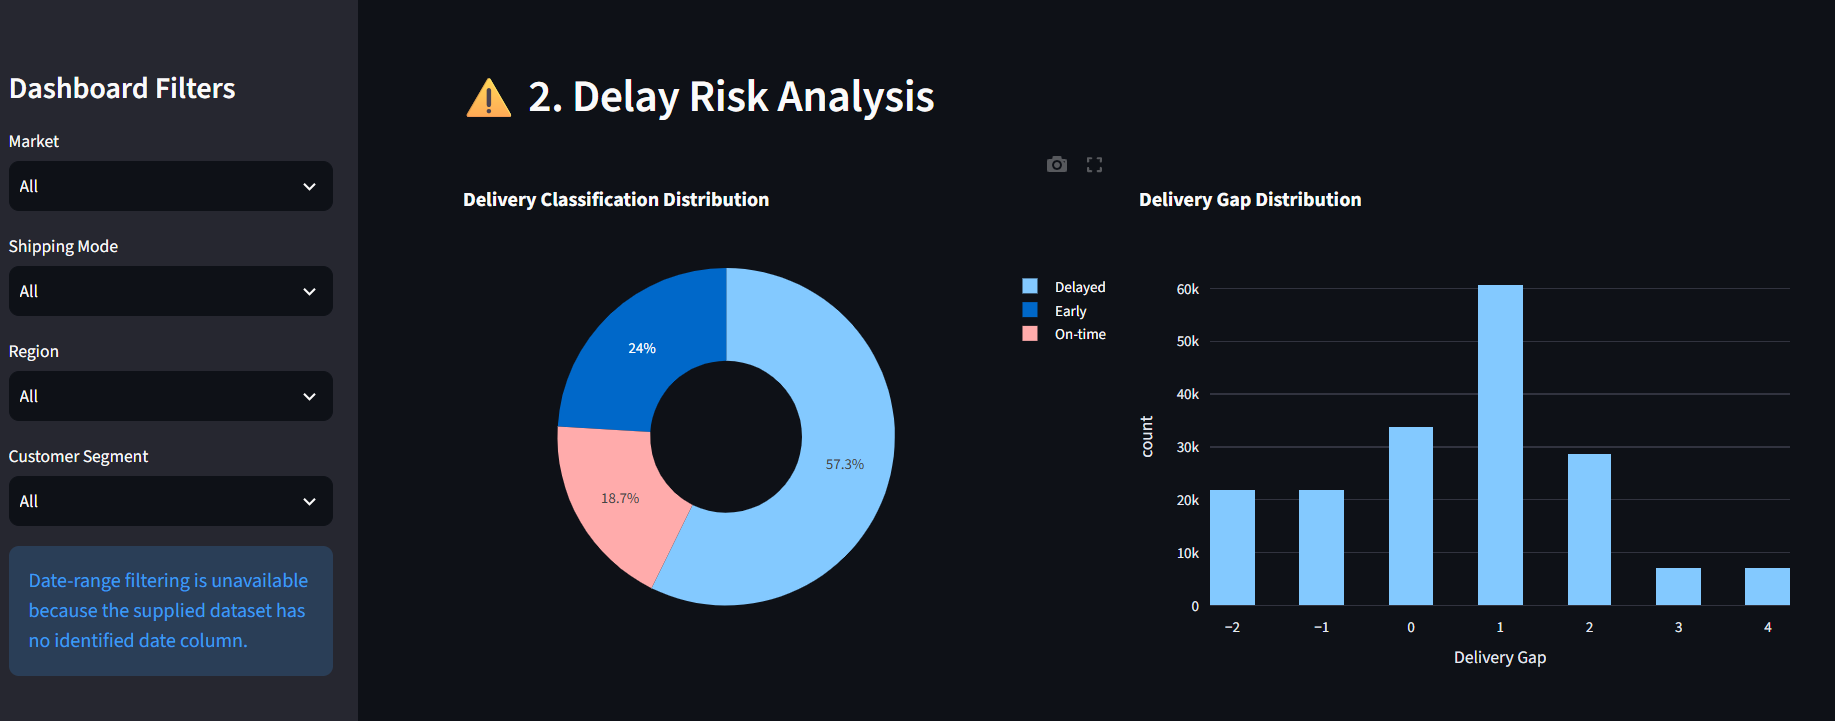 Dashboard Filters
Market
All
Shipping Mode
All
Region
All
Customer Segment
All
Date-range filtering is unavailable
because the supplied dataset has
no identified date column.
2. Delay Risk Analysis
Delivery Classification Distribution
24%
57.3%
18.7%
Delayed
Early
On-time
Delivery Gap Distribution
60k
50k
40k
30k
20k
10k
0
count
−2 −1 0 1 2 3 4
Delivery Gap